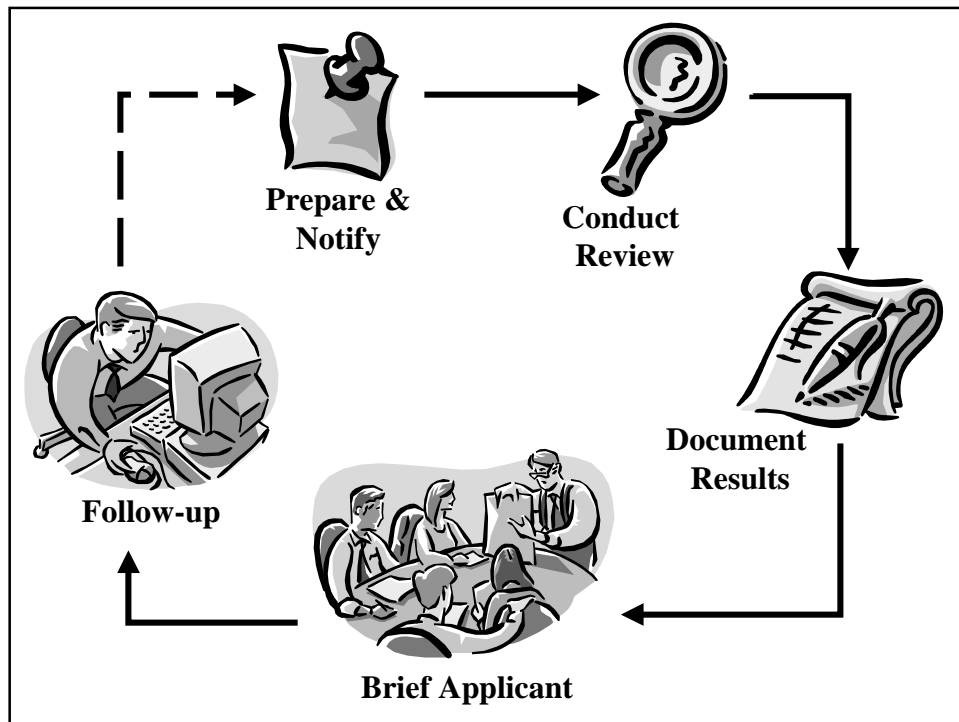 Prepare &
Notify
Conduct
Review
Document
Results
Brief Applicant
Follow-up